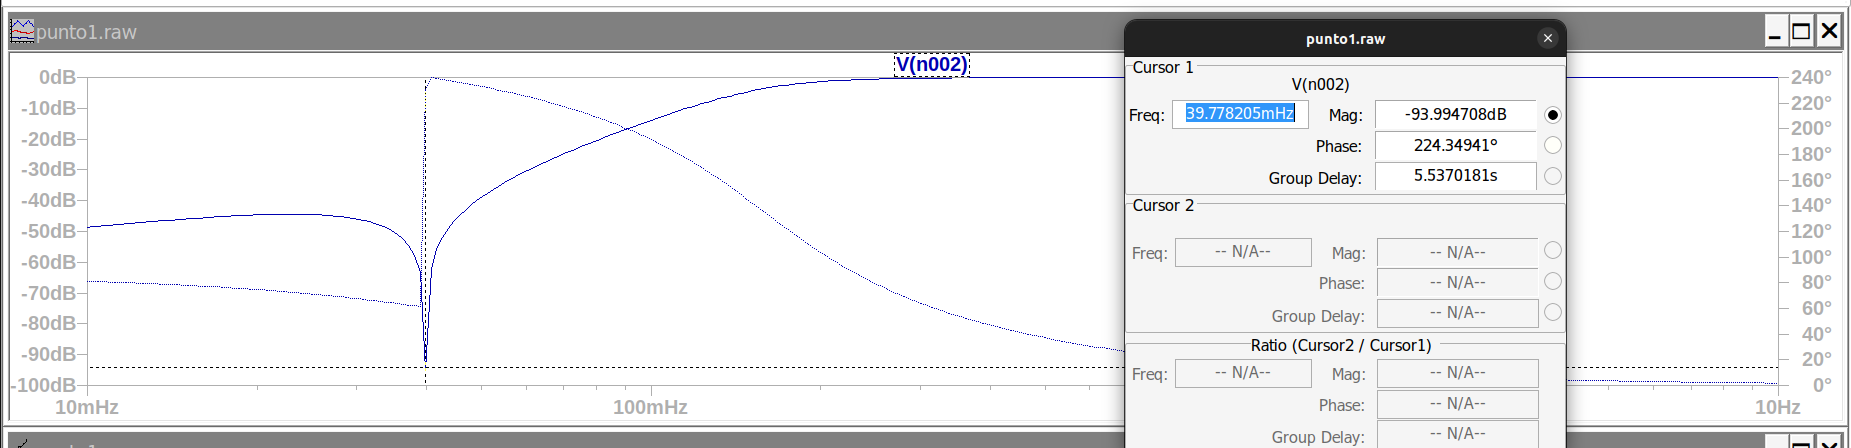 punto1.raw
V(n002)
0dB
-10dB
-20dB
-30dB
-40dB
-50dB
-60dB
-70dB
-80dB
-90dB
-100dB
10mHz
100mHz
10Hz
240°
220°
200°
180°
160°
140°
120°
100°
80°
60°
40°
20°
0°
punto1.raw
Cursor 1
V(n002)
Freq: 39.778205mHz Mag: -93.994708dB
Phase: 224.34941°
Group Delay: 5.5370181s
Cursor 2
Freq: -- N/A-- Mag: -- N/A--
Phase: -- N/A--
Group Delay: -- N/A--
Ratio (Cursor2 / Cursor1)
Freq: -- N/A-- Mag: -- N/A--
Phase: -- N/A--
Group Delay: -- N/A--